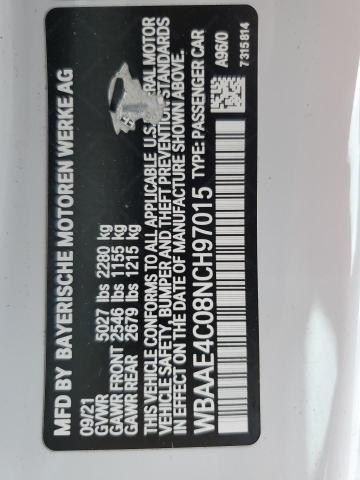 MFD BY BAYERISCHE MOTOREN WERKE AG
09/21
GVWR 5027 lbs 2280 kg
GAWR FRONT 2546 lbs 1155 kg
GAWR REAR 2679 lbs 1215 kg
THIS VEHICLE CONFORMS TO ALL APPLICABLE U.S. MOTOR
VEHICLE SAFETY, BUMPER AND THEFT PREVENTION STANDARDS
IN EFFECT ON THE DATE OF MANUFACTURE SHOWN ABOVE.
WBAAE4C08NCH97015 TYPE: PASSENGER CAR
A96/0
7315814